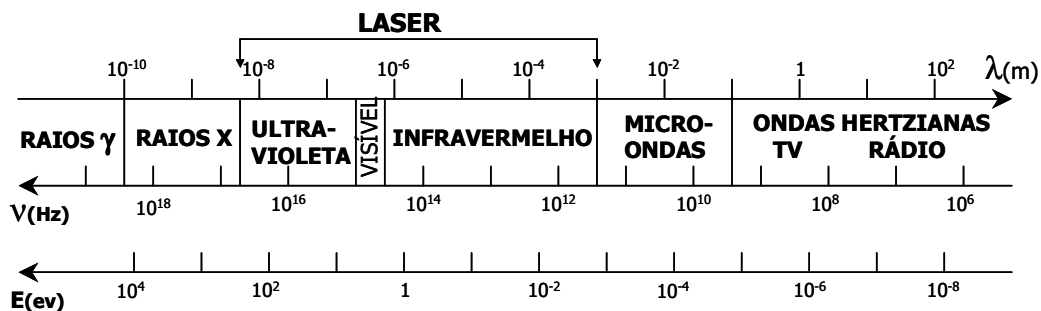 LASER
10⁻¹⁰ 10⁻⁸ 10⁻⁶ 10⁻⁴ 10⁻² 1 10² λ(m)
RAIOS γ RAIOS X ULTRA- VISÍVEL INFRAVERMELHO MICRO- ONDAS HERTZIANAS
VIOLETA ONDAS TV RÁDIO
ν(Hz) 10¹⁸ 10¹⁶ 10¹⁴ 10¹² 10¹⁰ 10⁸ 10⁶
E(ev) 10⁴ 10² 1 10⁻² 10⁻⁴ 10⁻⁶ 10⁻⁸